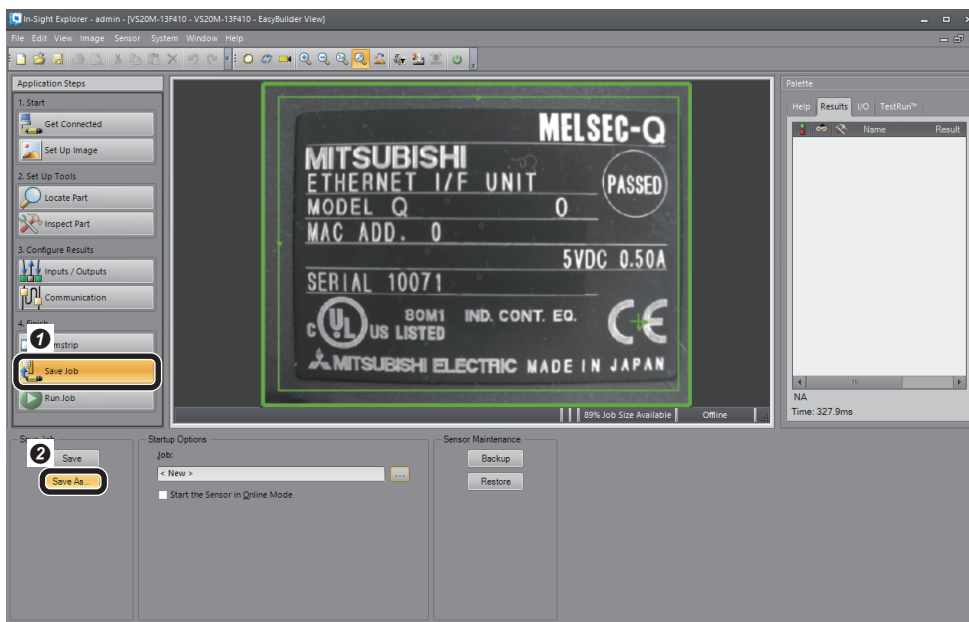 In-Sight Explorer - admin - [VS20M-13F410 - VS20M-13F410 - EasyBuilder View]
File Edit View Image Sensor System Window Help
Application Steps
1. Start
Get Connected
Set Up Image
2. Set Up Tools
Locate Part
Inspect Part
3. Configure Results
Inputs / Outputs
Communication
4. Finish
1
Save Job
Run Job
MELSEC-Q
MITSUBISHI
ETHERNET I/F UNIT
PASSED
MODEL Q 0
MAC ADD. 0
5VDC 0.50A
SERIAL 10071
80M1 IND. CONT. EQ.
C UL US LISTED
CE
MITSUBISHI ELECTRIC MADE IN JAPAN
89% Job Size Available
Offline
Palette
Help Results I/O TestRun™
Name Result
NA
Time: 327.9ms
2
Save
Save As...
Startup Options
Job:
< New >
...
Start the Sensor in Online Mode
Sensor Maintenance
Backup
Restore